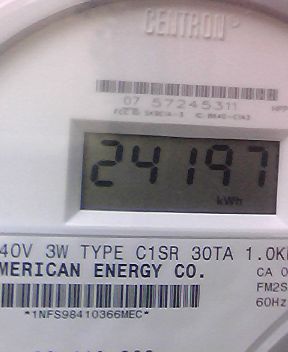 CENTRON®
07 57245311
24197
kWh
40V 3W TYPE C1SR 30TA 1.0K
MERICAN ENERGY CO.
CA 0
FM2S
60Hz
*1NFS98410366MEC*